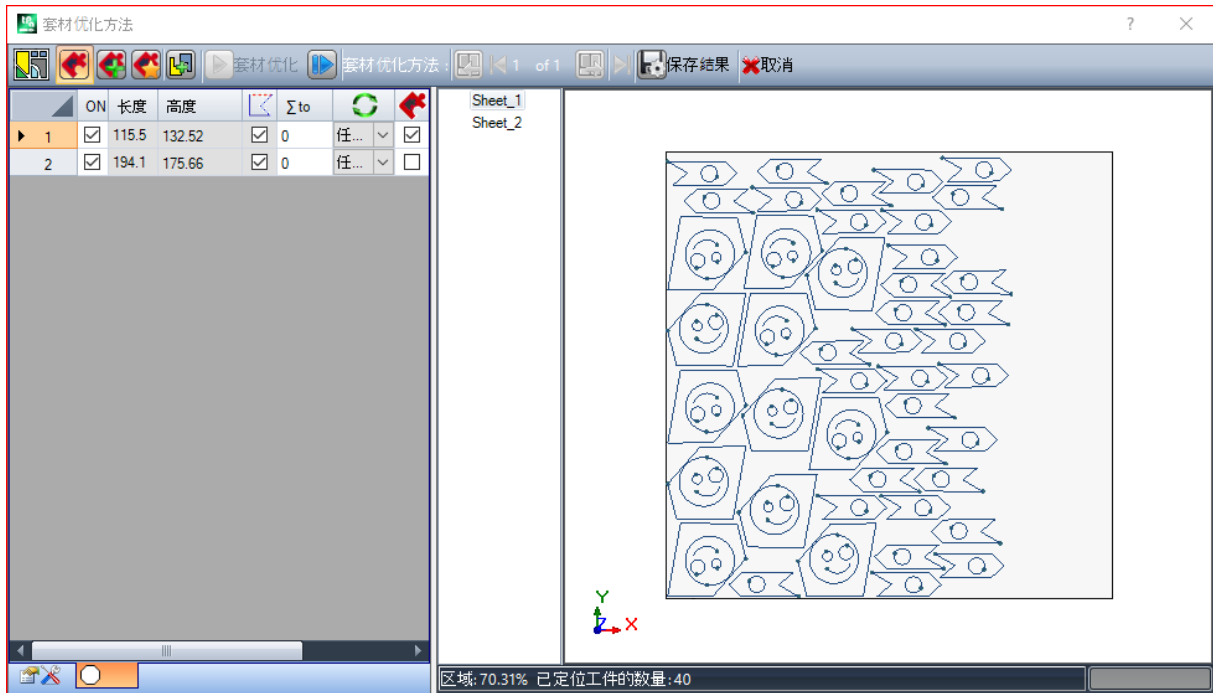 套材优化方法
套材优化 套材优化方法: 1 of 1 保存结果 取消
ON 长度 高度 ∑to
1 115.5 132.52 0 任...
2 194.1 175.66 0 任...
Sheet_1
Sheet_2
Y
Z X
区域:70.31% 已定位工件的数量:40